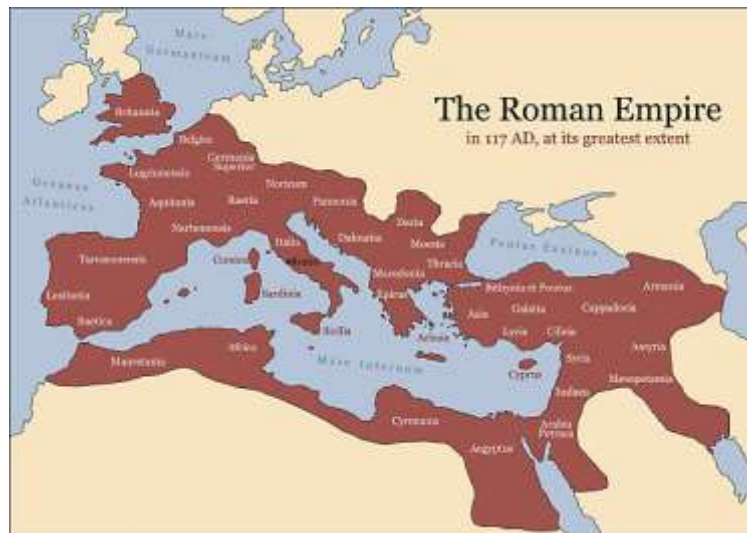 Mare
Germanicum
The Roman Empire
in 117 AD, at its greatest extent
Britannia
Belgica
Germania
Superior
Lugdunensis
Oceanus
Atlanticus
Noricum
Aquitania
Raetia
Pannonia
Dacia
Narbonensis
Italia
Dalmatia
Moesia
Pontus Euxinus
Tarraconensis
Corsica
Thracia
Macedonia
Bithynia et Pontus
Armenia
Lusitania
Sardinia
Epirus
Asia
Galatia
Cappadocia
Baetica
Sicilia
Achaea
Lycia
Cilicia
Assyria
Mauretania
Africa
Mare Internum
Cyprus
Syria
Mesopotamia
Judaea
Cyrenaica
Arabia
Petraea
Aegyptus